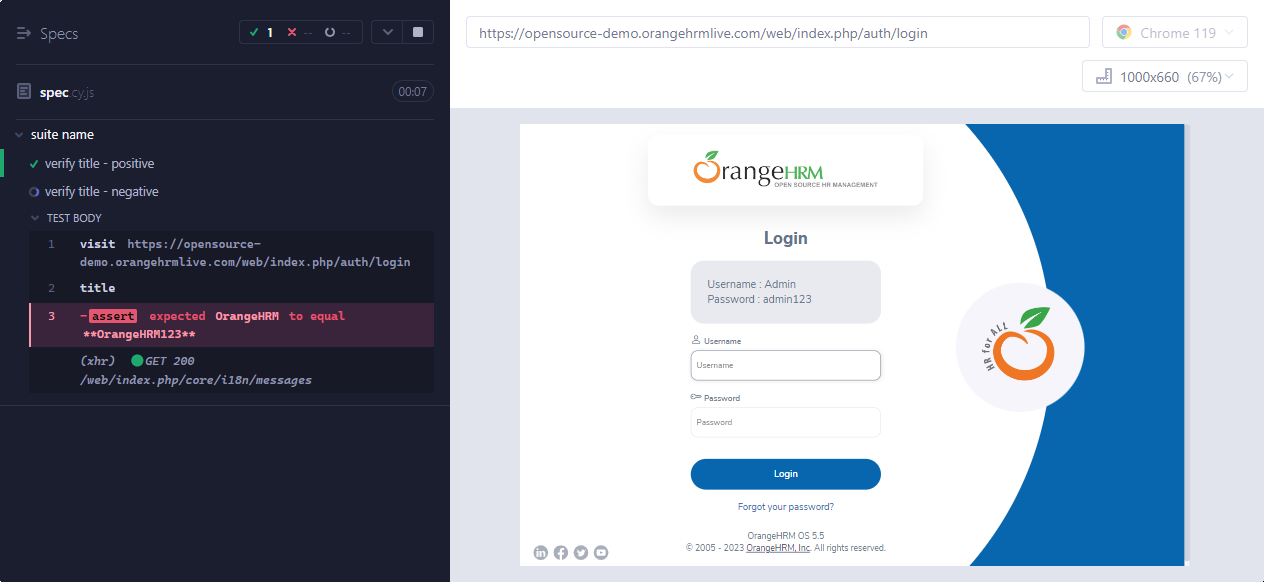 Specs
1 -- --
spec.cy.js 00:07
suite name
verify title - positive
verify title - negative
TEST BODY
1 visit https://opensource-
demo.orangehrmlive.com/web/index.php/auth/login
2 title
3 -assert expected OrangeHRM to equal
**OrangeHRM123**
(xhr) GET 200
/web/index.php/core/i18n/messages
https://opensource-demo.orangehrmlive.com/web/index.php/auth/login
Chrome 119
1000x660 (67%)
OrangeHRM
OPEN SOURCE HR MANAGEMENT
Login
Username : Admin
Password : admin123
Username
Username
Password
Password
Login
Forgot your password?
OrangeHRM OS 5.5
© 2005 - 2023 OrangeHRM, Inc. All rights reserved.
HR for ALL